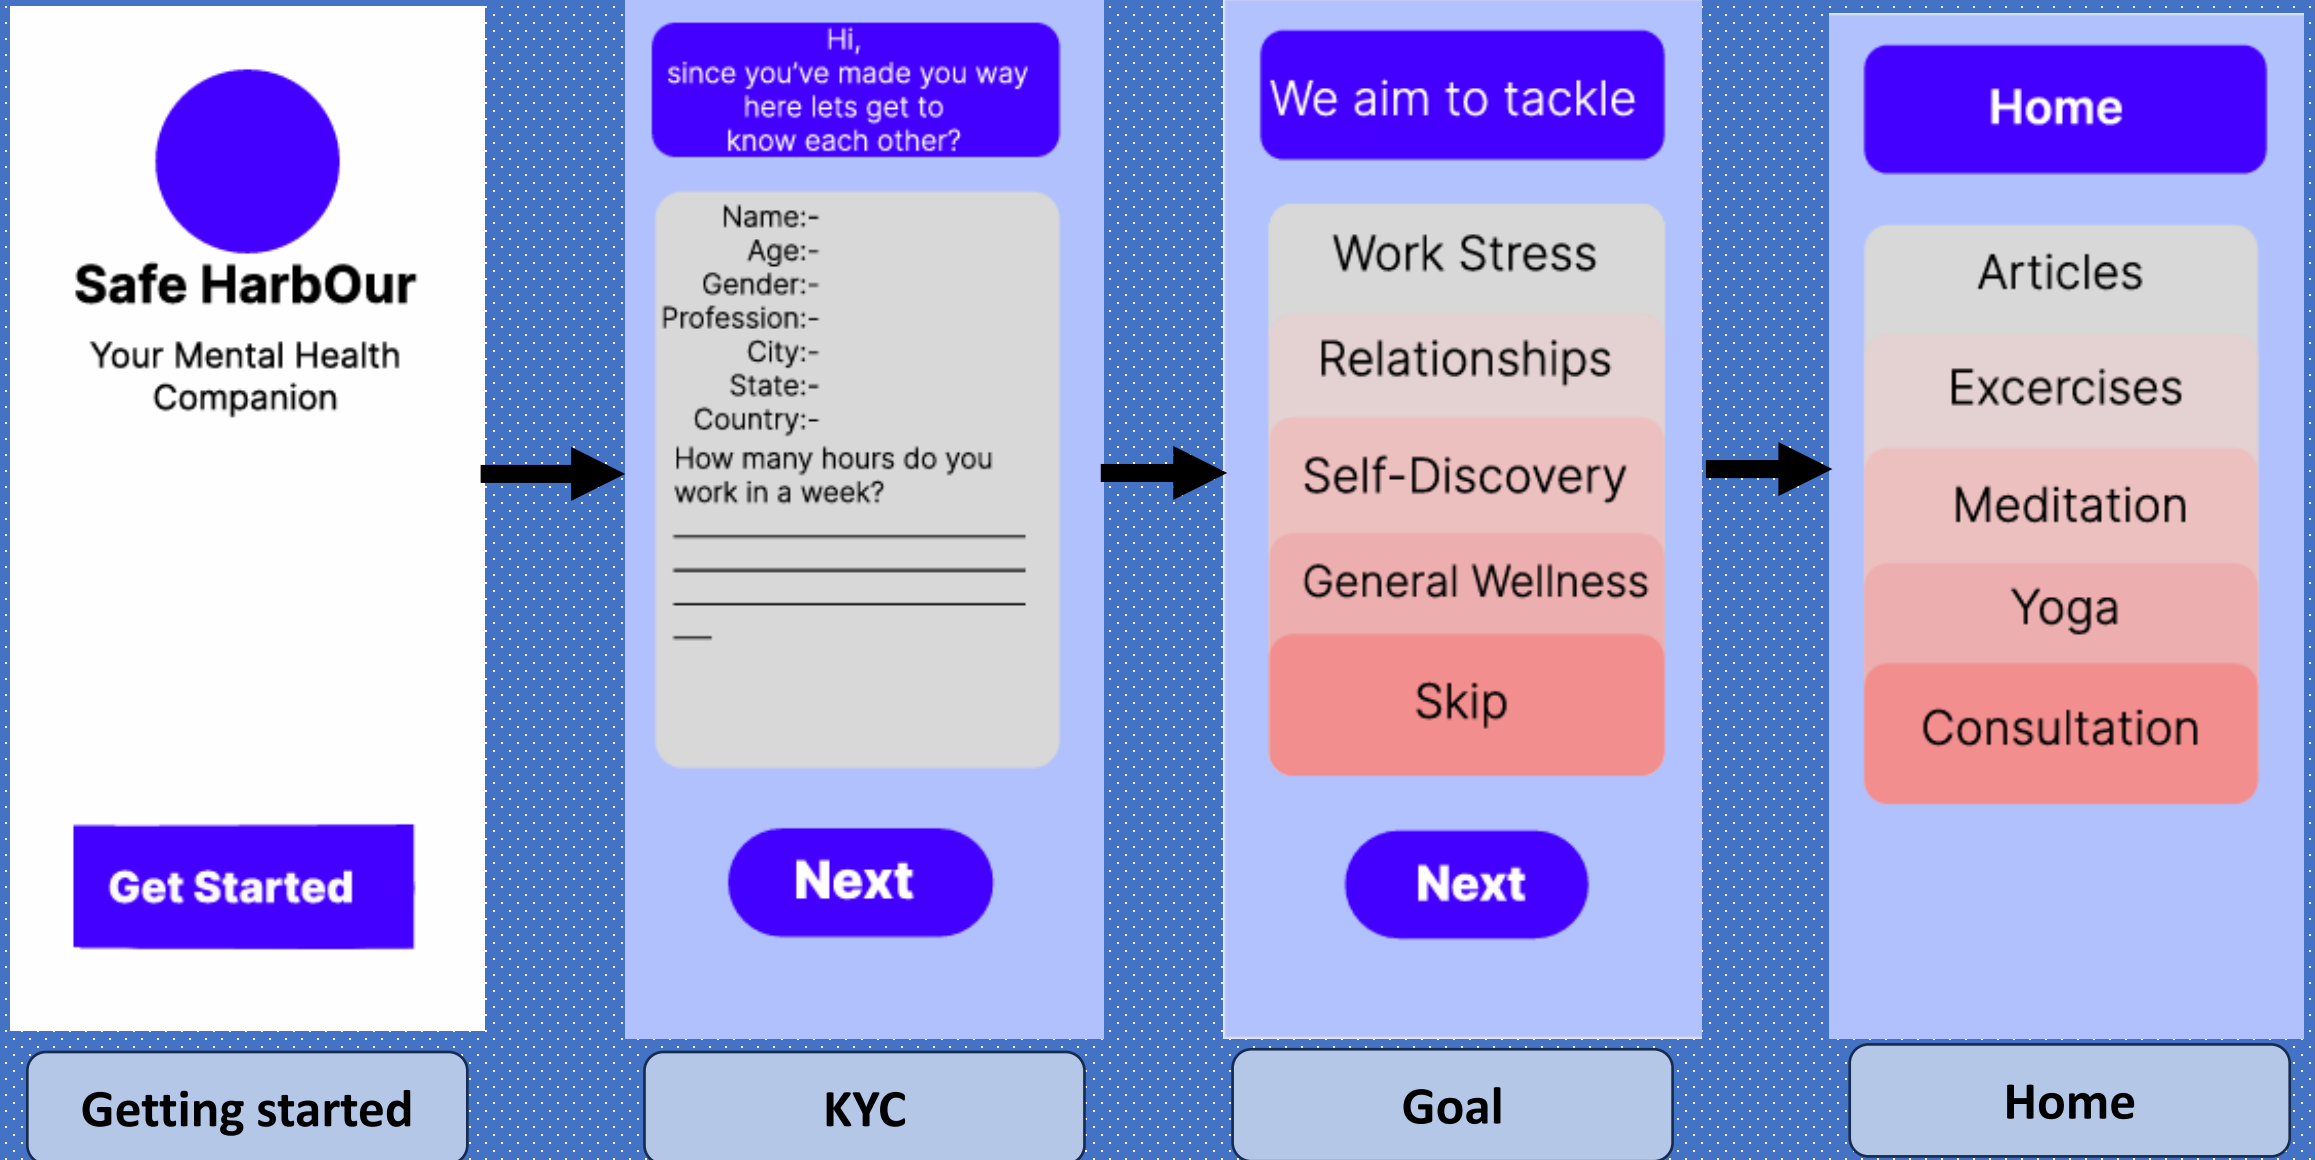 Safe HarbOur
Your Mental Health
Companion
Get Started
Getting started
Hi,
since you've made you way
here lets get to
know each other?
Name:-
Age:-
Gender:-
Profession:-
City:-
State:-
Country:-
How many hours do you
work in a week?
Next
KYC
We aim to tackle
Work Stress
Relationships
Self-Discovery
General Wellness
Skip
Next
Goal
Home
Articles
Excercises
Meditation
Yoga
Consultation
Home